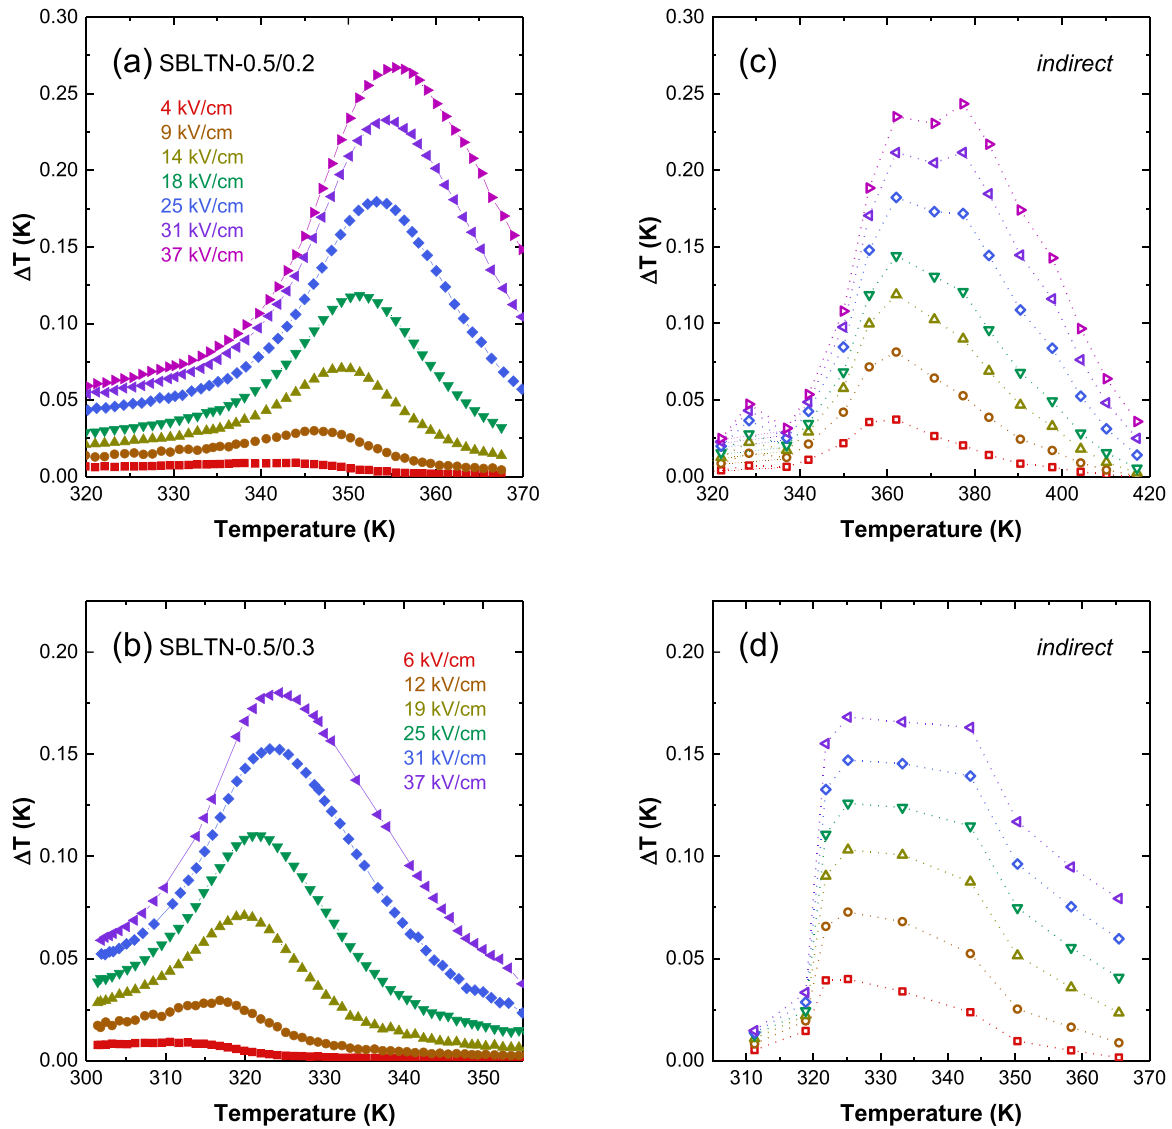 (a) SBLTN-0.5/0.2
4 kV/cm
9 kV/cm
14 kV/cm
18 kV/cm
25 kV/cm
31 kV/cm
37 kV/cm
0.30
0.25
0.20
0.15
0.10
0.05
0.00
ΔT (K)
320 330 340 350 360 370
Temperature (K)
(c) indirect
0.30
0.25
0.20
0.15
0.10
0.05
0.00
ΔT (K)
320 340 360 380 400 420
Temperature (K)
(b) SBLTN-0.5/0.3
6 kV/cm
12 kV/cm
19 kV/cm
25 kV/cm
31 kV/cm
37 kV/cm
0.20
0.15
0.10
0.05
0.00
ΔT (K)
300 310 320 330 340 350
Temperature (K)
(d) indirect
0.20
0.15
0.10
0.05
0.00
ΔT (K)
310 320 330 340 350 360 370
Temperature (K)